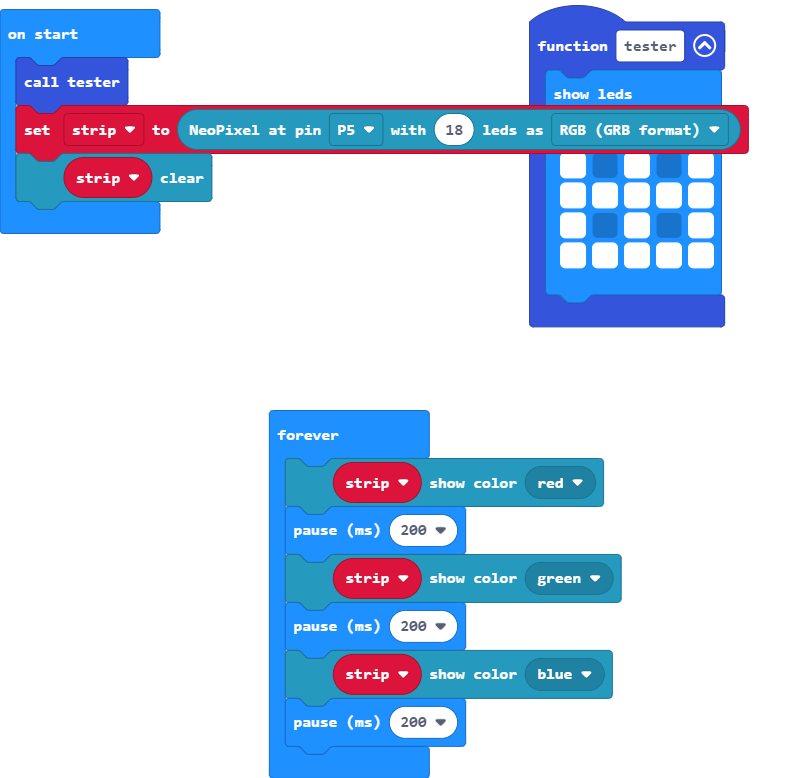 on start
call tester
set strip to NeoPixel at pin P5 with 18 leds as RGB (GRB format)
strip clear
function tester
show leds
forever
strip show color red
pause (ms) 200
strip show color green
pause (ms) 200
strip show color blue
pause (ms) 200